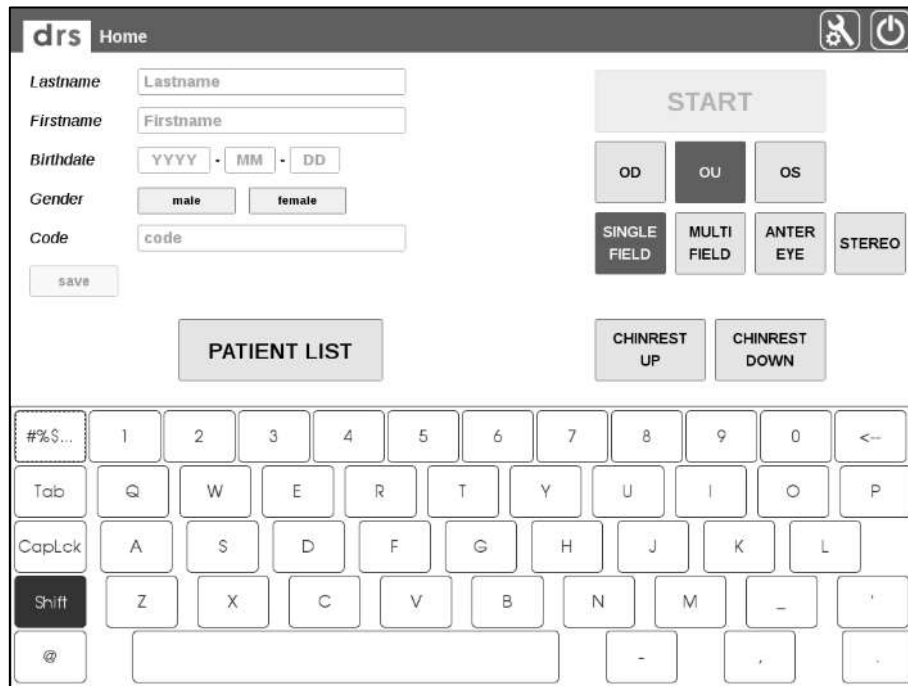 drs Home
Lastname Lastname
Firstname Firstname
Birthdate YYYY - MM - DD
Gender male female
Code code
save
PATIENT LIST
START
OD OU OS
SINGLE FIELD MULTI FIELD ANTER EYE STEREO
CHINREST UP CHINREST DOWN
#%$... 1 2 3 4 5 6 7 8 9 0 <--
Tab Q W E R T Y U I O P
CapLck A S D F G H J K L
Shift Z X C V B N M _ '
@ - , .